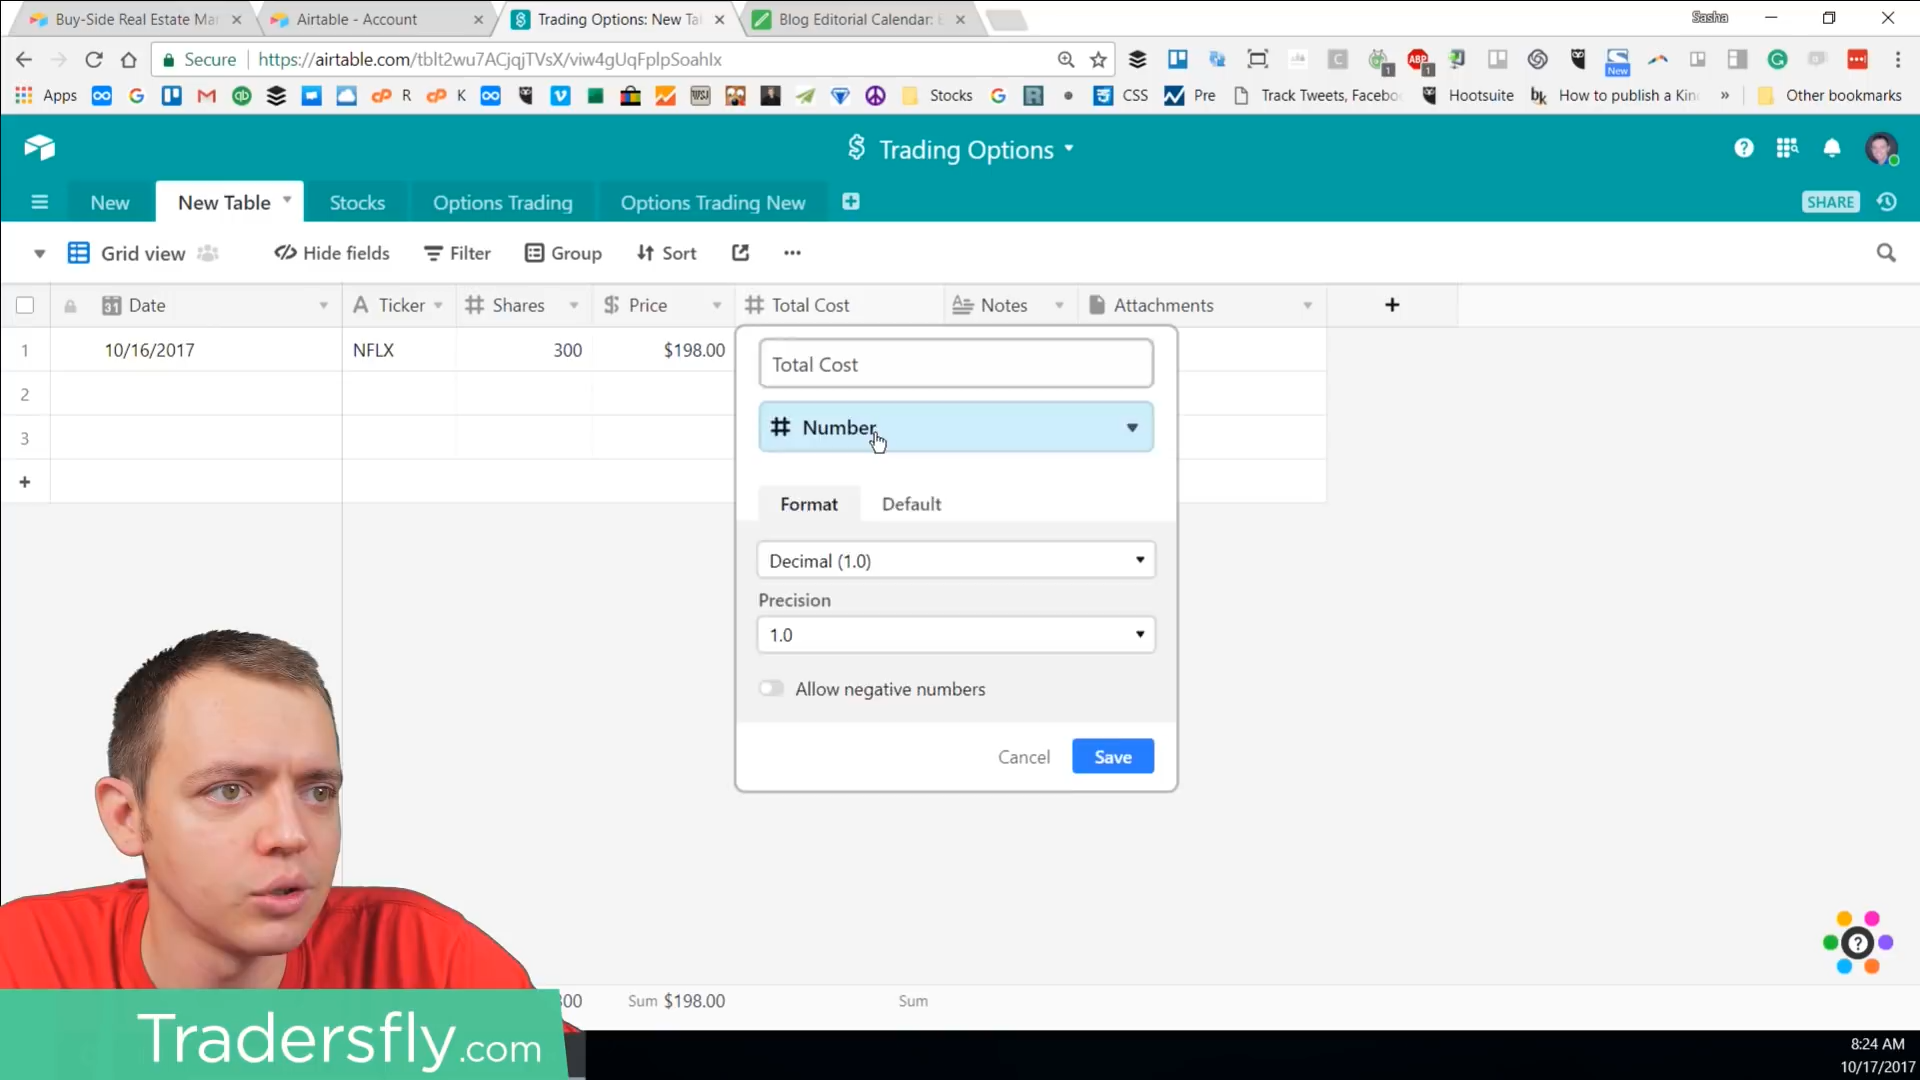 Buy-Side Real Estate Mar
Airtable - Account
Trading Options: New Ta
Blog Editorial Calendar:
Sasha
Secure
https://airtable.com/tblt2wu7ACjqjTVsX/viw4gUqFplpSoahlx
New
Apps
R
K
WSJ
Stocks
CSS
Pre
Track Tweets, Facebo
Hootsuite
bk
How to publish a Kin
»
Other bookmarks
Trading Options
New
New Table
Stocks
Options Trading
Options Trading New
SHARE
Grid view
Hide fields
Filter
Group
Sort
Date
Ticker
Shares
Price
Total Cost
Notes
Attachments
1
10/16/2017
NFLX
300
$198.00
2
3
Total Cost
Number
Format
Default
Decimal (1.0)
Precision
1.0
Allow negative numbers
Cancel
Save
Sum $198.00
Sum
Tradersfly.com
8:24 AM
10/17/2017